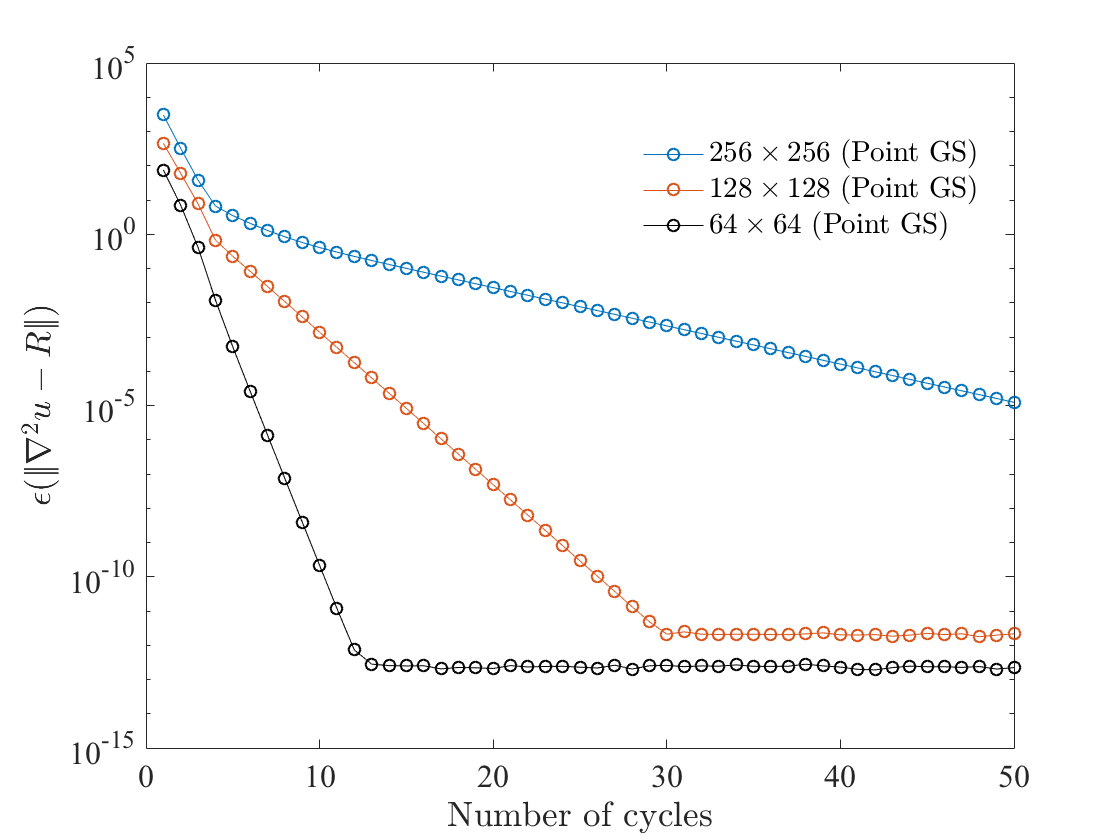 10^5
10^0
10^-5
10^-10
10^-15
ϵ(‖∇²u − R‖)
256 × 256 (Point GS)
128 × 128 (Point GS)
64 × 64 (Point GS)
0 10 20 30 40 50
Number of cycles